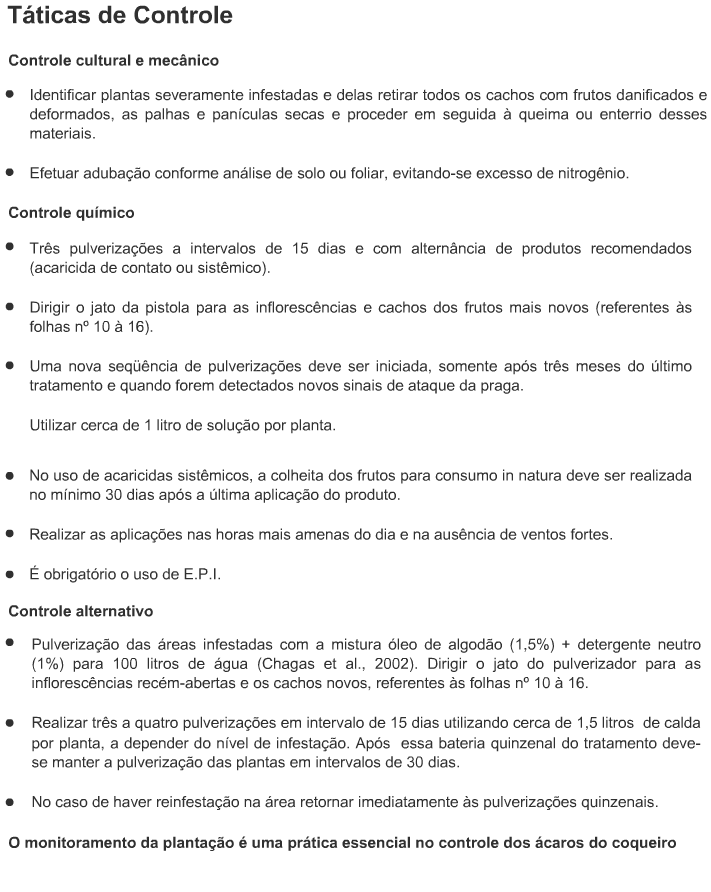 Táticas de Controle
Controle cultural e mecânico
• Identificar plantas severamente infestadas e delas retirar todos os cachos com frutos danificados e
deformados, as palhas e panículas secas e proceder em seguida à queima ou enterrio desses
materiais.
• Efetuar adubação conforme análise de solo ou foliar, evitando-se excesso de nitrogênio.
Controle químico
• Três pulverizações a intervalos de 15 dias e com alternância de produtos recomendados
(acaricida de contato ou sistêmico).
• Dirigir o jato da pistola para as inflorescências e cachos dos frutos mais novos (referentes às
folhas nº 10 à 16).
• Uma nova seqüência de pulverizações deve ser iniciada, somente após três meses do último
tratamento e quando forem detectados novos sinais de ataque da praga.
Utilizar cerca de 1 litro de solução por planta.
• No uso de acaricidas sistêmicos, a colheita dos frutos para consumo in natura deve ser realizada
no mínimo 30 dias após a última aplicação do produto.
• Realizar as aplicações nas horas mais amenas do dia e na ausência de ventos fortes.
• É obrigatório o uso de E.P.I.
Controle alternativo
• Pulverização das áreas infestadas com a mistura óleo de algodão (1,5%) + detergente neutro
(1%) para 100 litros de água (Chagas et al., 2002). Dirigir o jato do pulverizador para as
inflorescências recém-abertas e os cachos novos, referentes às folhas nº 10 à 16.
• Realizar três a quatro pulverizações em intervalo de 15 dias utilizando cerca de 1,5 litros de calda
por planta, a depender do nível de infestação. Após essa bateria quinzenal do tratamento deve-
se manter a pulverização das plantas em intervalos de 30 dias.
• No caso de haver reinfestação na área retornar imediatamente às pulverizações quinzenais.
O monitoramento da plantação é uma prática essencial no controle dos ácaros do coqueiro